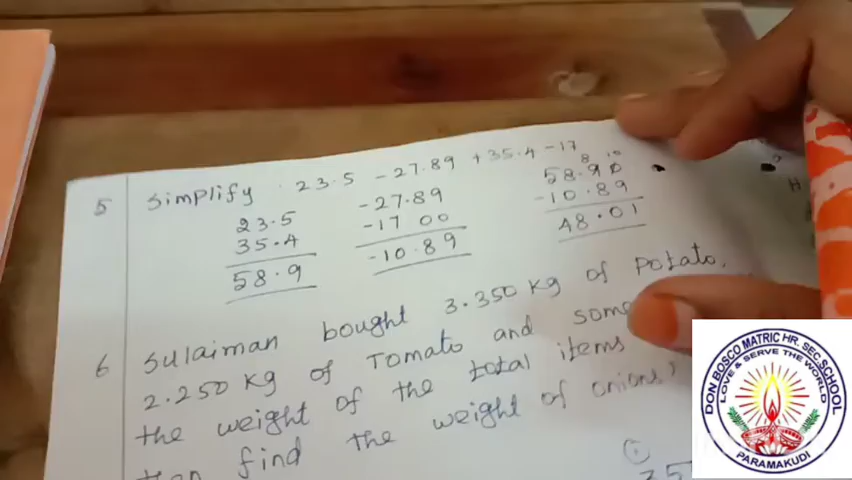 5 Simplify 23.5 - 27.89 + 35.4 - 17
23.5
35.4
58.9
-27.89
-17 00
-10.89
8 10
58.90
-10.89
48.01
6 Sulaiman bought 3.350 kg of Potato,
2.250 kg of Tomato and some
the weight of the total items
find the weight of onions?
1
DON BOSCO MATRIC HR. SEC SCHOOL
LOVE & SERVE THE WORLD
PARAMAKUDI